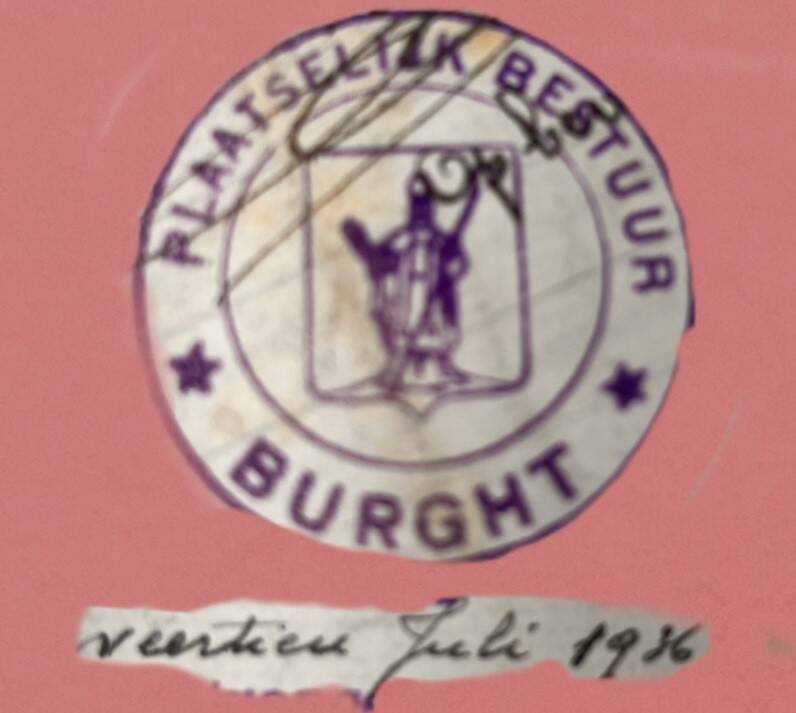 PLAATSELIJK BESTUUR
BURGHT
veertien Juli 1936